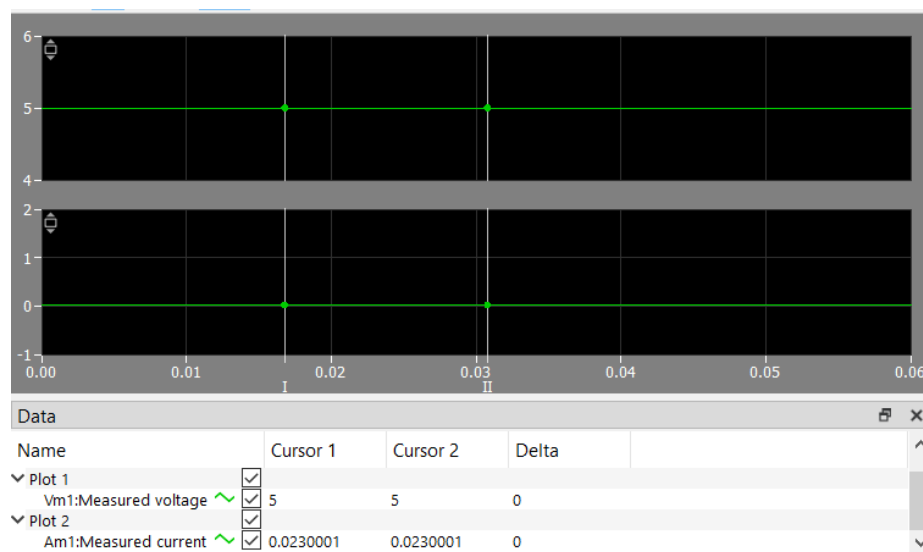 6
5
4
2
1
0
-1
0.00 0.01 0.02 0.03 0.04 0.05 0.06
I II
Data
Name Cursor 1 Cursor 2 Delta
Plot 1
Vm1:Measured voltage 5 5 0
Plot 2
Am1:Measured current 0.0230001 0.0230001 0